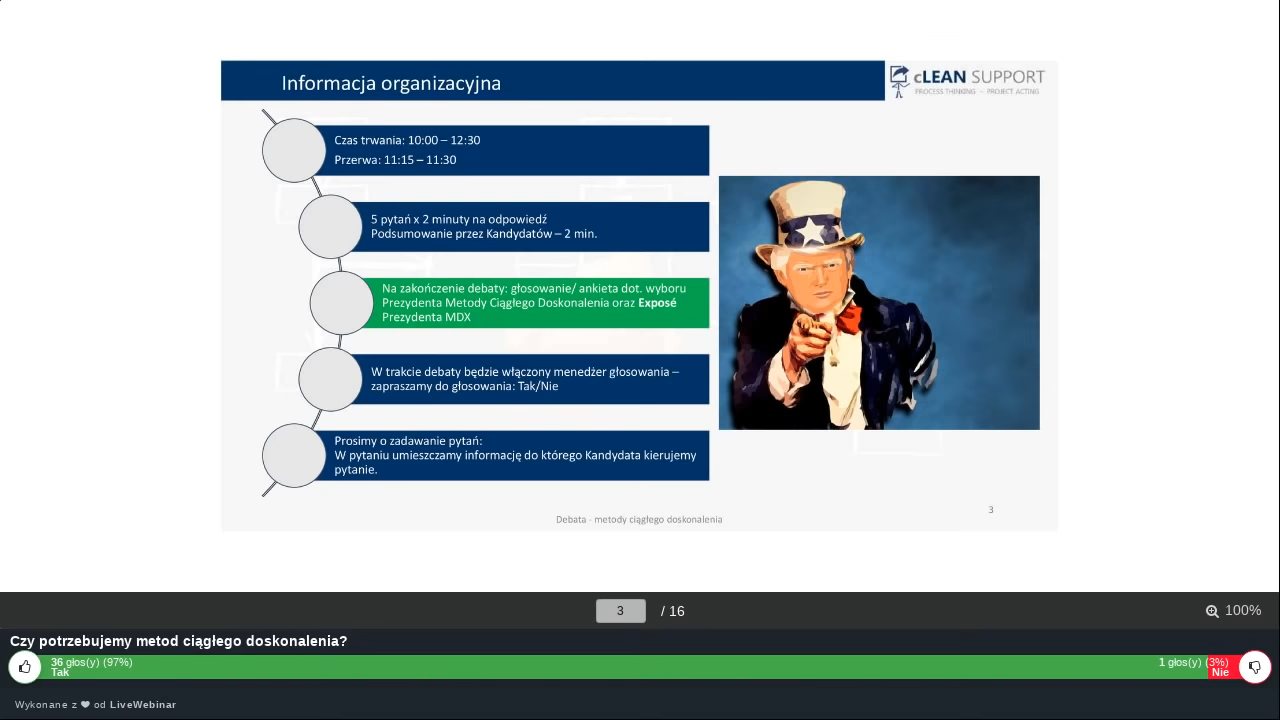 Informacja organizacyjna
cLEAN SUPPORT
PROCESS THINKING - PROJECT ACTING
Czas trwania: 10:00 – 12:30
Przerwa: 11:15 – 11:30
5 pytań x 2 minuty na odpowiedź
Podsumowanie przez Kandydatów – 2 min.
Na zakończenie debaty: głosowanie/ ankieta dot. wyboru
Prezydenta Metody Ciągłego Doskonalenia oraz Exposé
Prezydenta MDX
W trakcie debaty będzie włączony menedżer głosowania –
zapraszamy do głosowania: Tak/Nie
Prosimy o zadawanie pytań:
W pytaniu umieszczamy informację do którego Kandydata kierujemy
pytanie.
Debata - metody ciągłego doskonalenia
3
3 / 16
100%
Czy potrzebujemy metod ciągłego doskonalenia?
36 głos(y) (97%)
Tak
1 głos(y) (3%)
Nie
Wykonane z ❤ od LiveWebinar